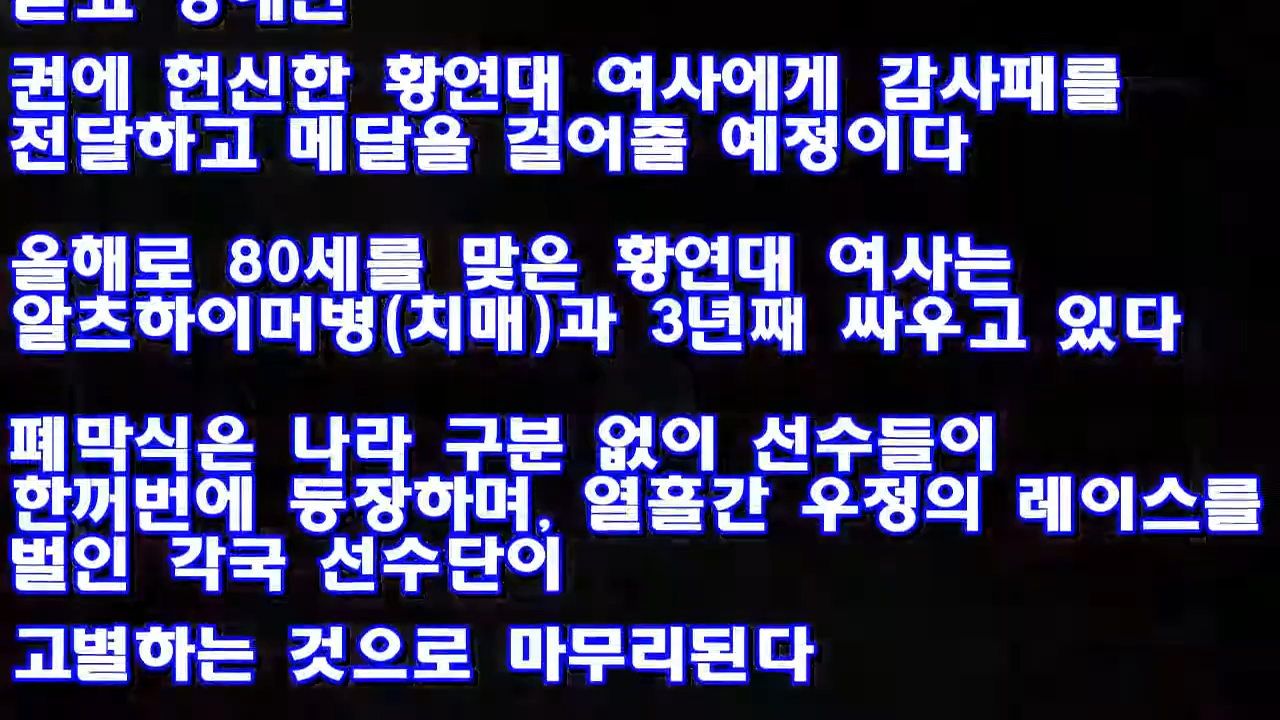 권에 헌신한 황연대 여사에게 감사패를
전달하고 메달을 걸어줄 예정이다
올해로 80세를 맞은 황연대 여사는
알츠하이머병(치매)과 3년째 싸우고 있다
폐막식은 나라 구분 없이 선수들이
한꺼번에 등장하며, 열흘간 우정의 레이스를
벌인 각국 선수단이
고별하는 것으로 마무리된다